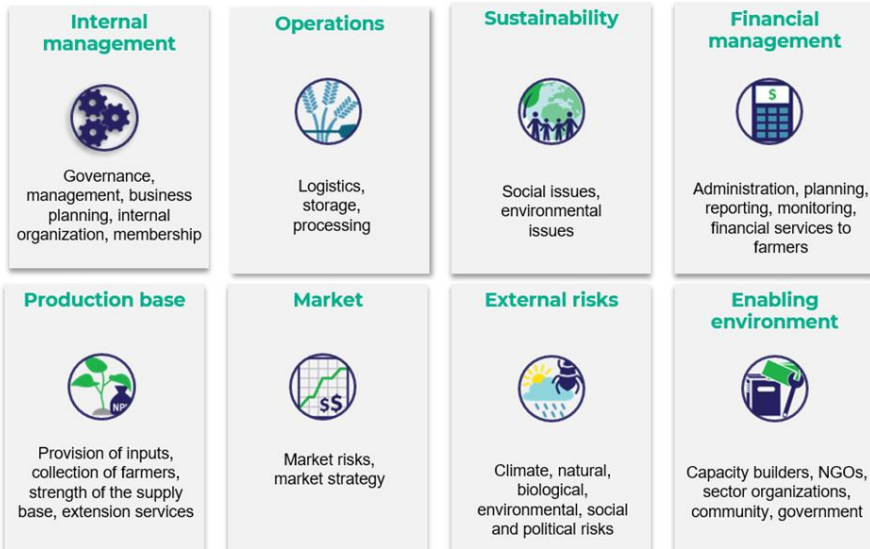 Internal
management
Governance,
management, business
planning, internal
organization, membership
Operations
Logistics,
storage,
processing
Sustainability
Social issues,
environmental
issues
Financial
management
$
Administration, planning,
reporting, monitoring,
financial services to
farmers
Production base
NP
Provision of inputs,
collection of farmers,
strength of the supply
base, extension services
Market
$$
Market risks,
market strategy
External risks
Climate, natural,
biological,
environmental, social
and political risks
Enabling
environment
Capacity builders, NGOs,
sector organizations,
community, government